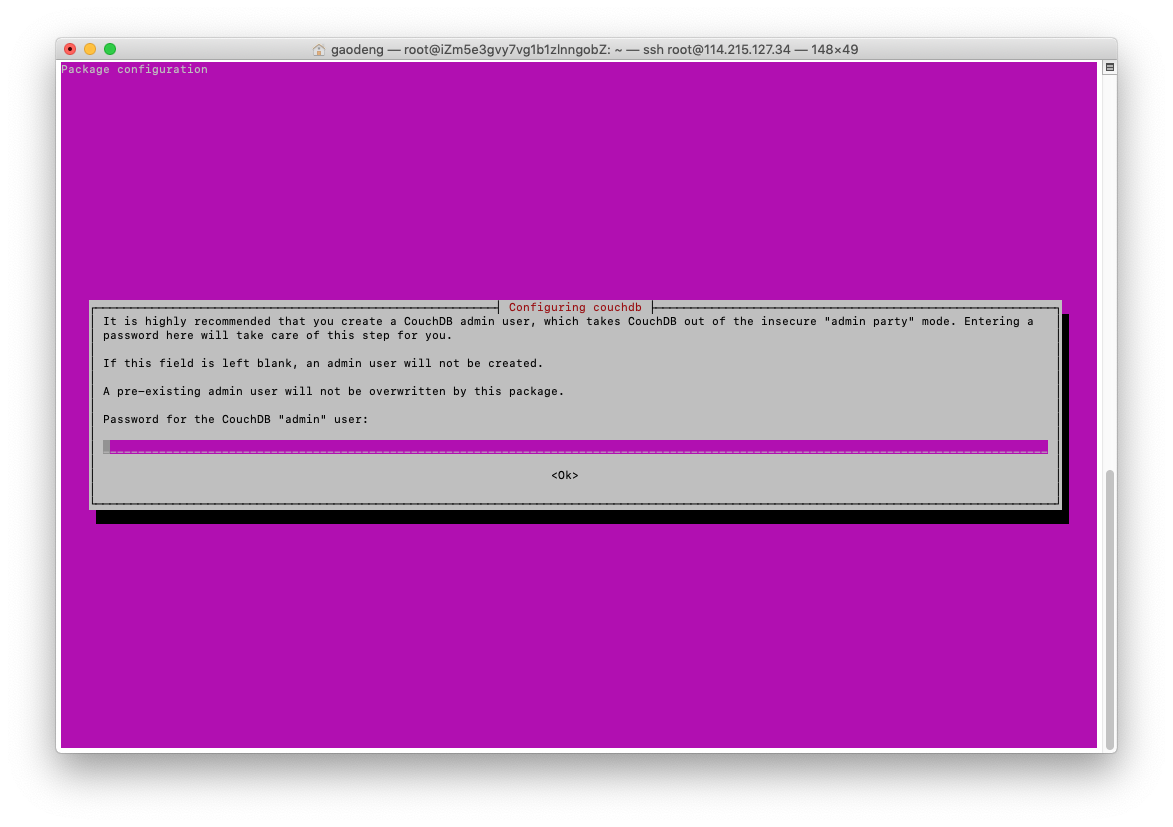 gaodeng — root@iZm5e3gvy7vg1b1zlnngobZ: ~ — ssh root@114.215.127.34 — 148×49
Package configuration
Configuring couchdb
It is highly recommended that you create a CouchDB admin user, which takes CouchDB out of the insecure "admin party" mode. Entering a
password here will take care of this step for you.
If this field is left blank, an admin user will not be created.
A pre-existing admin user will not be overwritten by this package.
Password for the CouchDB "admin" user:
<Ok>